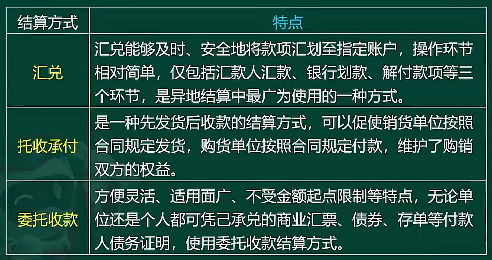 结算方式 特点
汇兑能够及时、安全地将款项汇划至指定账户，操作环节
汇兑 相对简单，仅包括汇款人汇款、银行划款、解付款项等三
个环节，是异地结算中最广为使用的一种方式。
是一种先发货后收款的结算方式，可以促使销货单位按照
托收承付 合同规定发货，购货单位按照合同规定付款，维护了购销
双方的权益。
方便灵活、适用面广、不受金额起点限制等特点，无论单
委托收款 位还是个人都可凭己承兑的商业汇票、债券、存单等付款
人债务证明，使用委托收款结算方式。